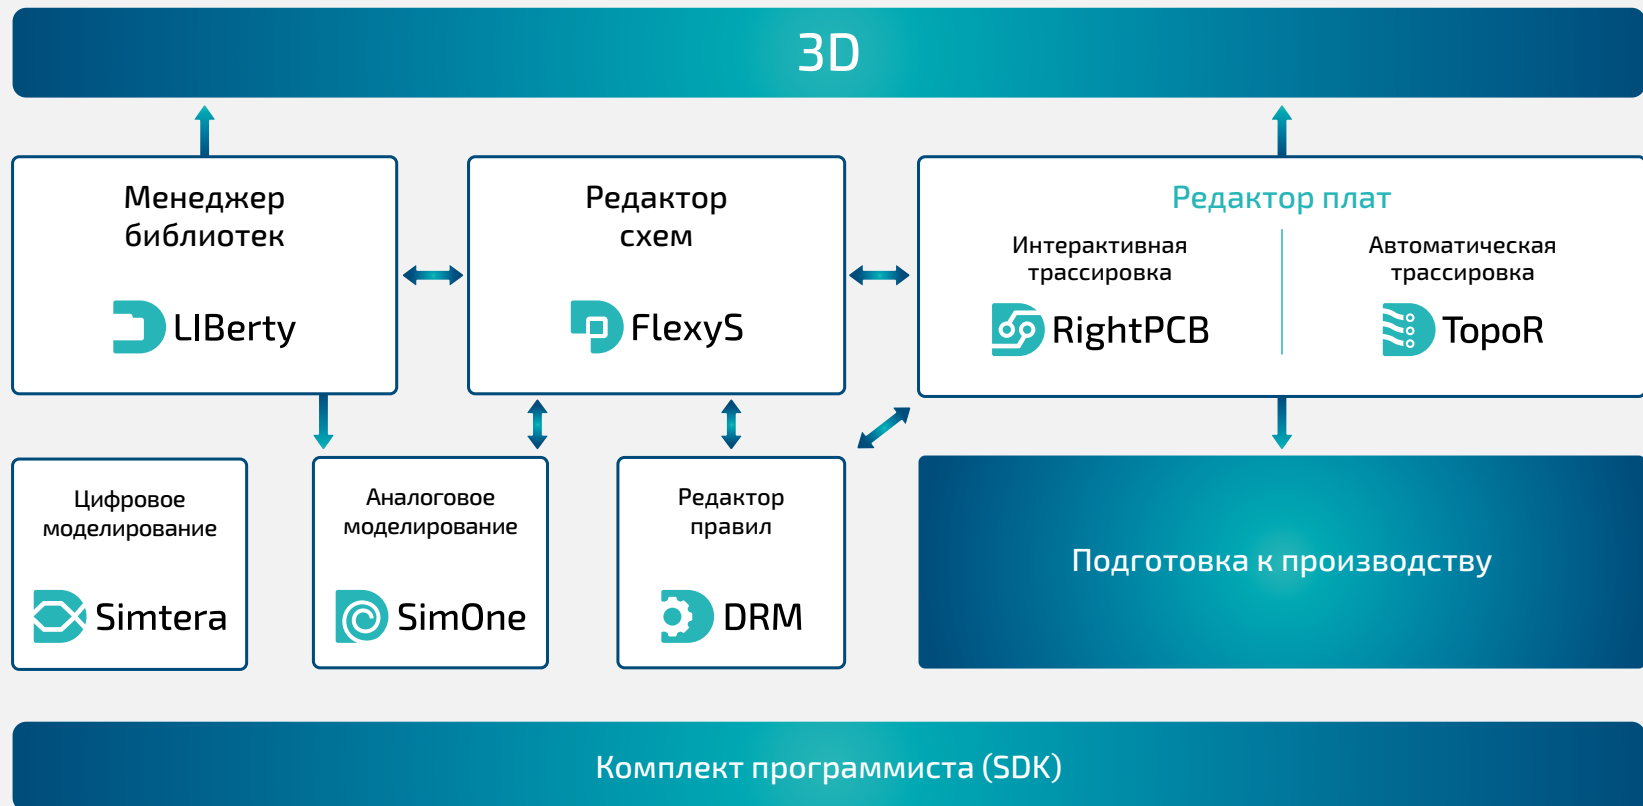 3D
Менеджер
библиотек
LIBerty
Редактор
схем
FlexyS
Редактор плат
Интерактивная
трассировка
RightPCB
Автоматическая
трассировка
TopoR
Цифровое
моделирование
Simtera
Аналоговое
моделирование
SimOne
Редактор
правил
DRM
Подготовка к производству
Комплект программиста (SDK)